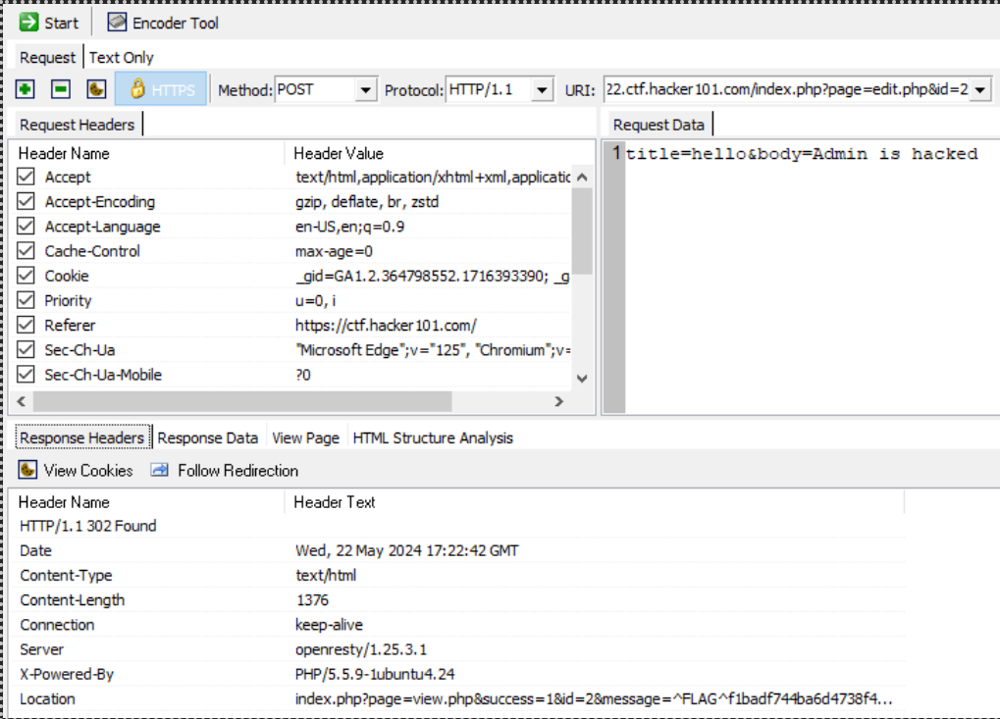 Start Encoder Tool
Request Text Only
HTTPS Method: POST Protocol: HTTP/1.1 URI: 22.ctf.hacker101.com/index.php?page=edit.php&id=2
Request Headers Request Data
Header Name Header Value 1 title=hello&body=Admin is hacked
Accept text/html,application/xhtml+xml,applicatic
Accept-Encoding gzip, deflate, br, zstd
Accept-Language en-US,en;q=0.9
Cache-Control max-age=0
Cookie _gid=GA1.2.364798552.1716393390; _g
Priority u=0, i
Referer https://ctf.hacker101.com/
Sec-Ch-Ua "Microsoft Edge";v="125", "Chromium";v=
Sec-Ch-Ua-Mobile ?0
Response Headers Response Data View Page HTML Structure Analysis
View Cookies Follow Redirection
Header Name Header Text
HTTP/1.1 302 Found
Date Wed, 22 May 2024 17:22:42 GMT
Content-Type text/html
Content-Length 1376
Connection keep-alive
Server openresty/1.25.3.1
X-Powered-By PHP/5.5.9-1ubuntu4.24
Location index.php?page=view.php&success=1&id=2&message=^FLAG^f1badf744ba6d4738f4...